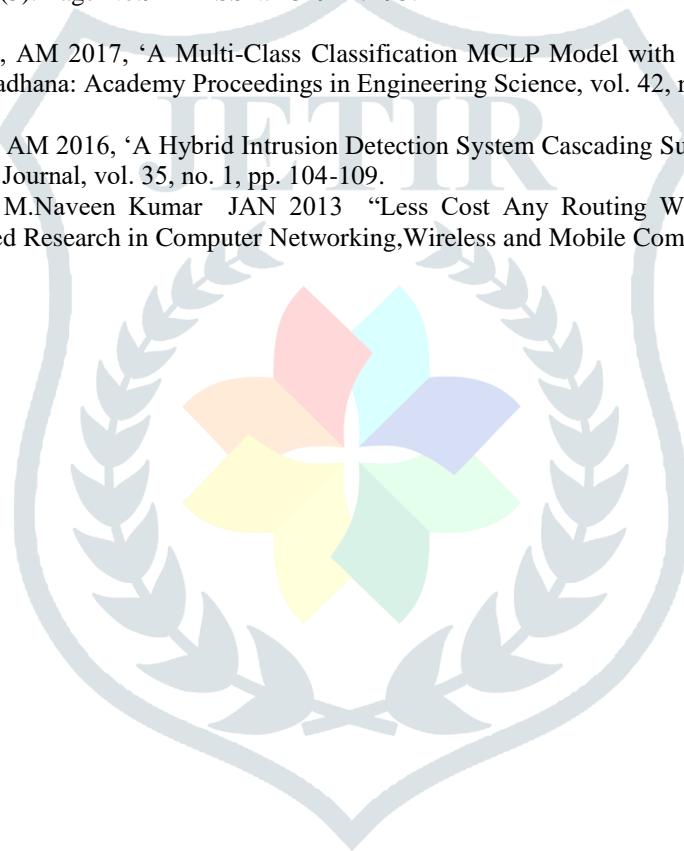 AM 2017, ‘A Multi-Class Classification MCLP Model with
adhana: Academy Proceedings in Engineering Science, vol. 42,
AM 2016, ‘A Hybrid Intrusion Detection System Cascading Su
Journal, vol. 35, no. 1, pp. 104-109.
M.Naveen Kumar JAN 2013 “Less Cost Any Routing W
ed Research in Computer Networking,Wireless and Mobile Com
JETIR